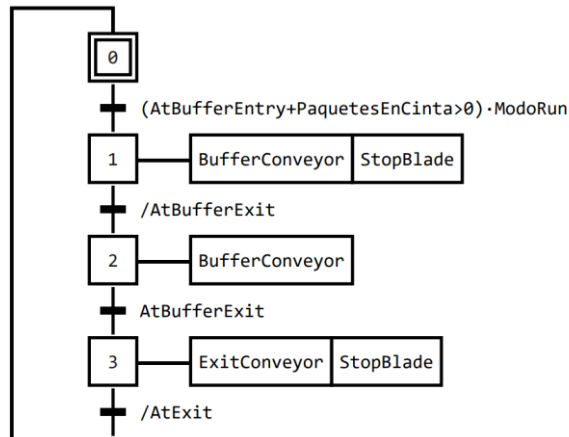 0
(AtBufferEntry+PaquetesEnCinta>0)·ModoRun
1 BufferConveyor StopBlade
/AtBufferExit
2 BufferConveyor
AtBufferExit
3 ExitConveyor StopBlade
/AtExit